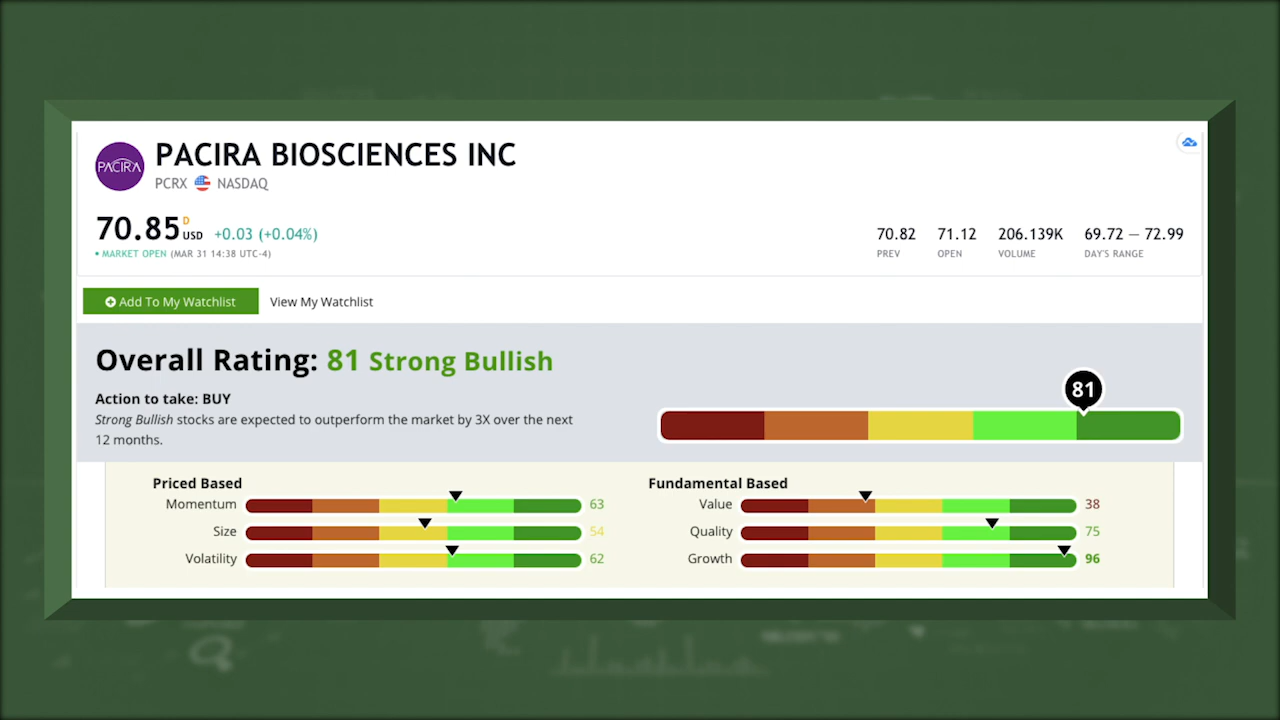 PACIRA
PACIRA BIOSCIENCES INC
PCRX NASDAQ
70.85 D USD +0.03 (+0.04%)
• MARKET OPEN (MAR 31 14:38 UTC-4)
70.82 71.12 206.139K 69.72 — 72.99
PREV OPEN VOLUME DAY'S RANGE
Add To My Watchlist View My Watchlist
Overall Rating: 81 Strong Bullish
81
Action to take: BUY
Strong Bullish stocks are expected to outperform the market by 3X over the next
12 months.
Priced Based
Momentum 63
Size 54
Volatility 62
Fundamental Based
Value 38
Quality 75
Growth 96